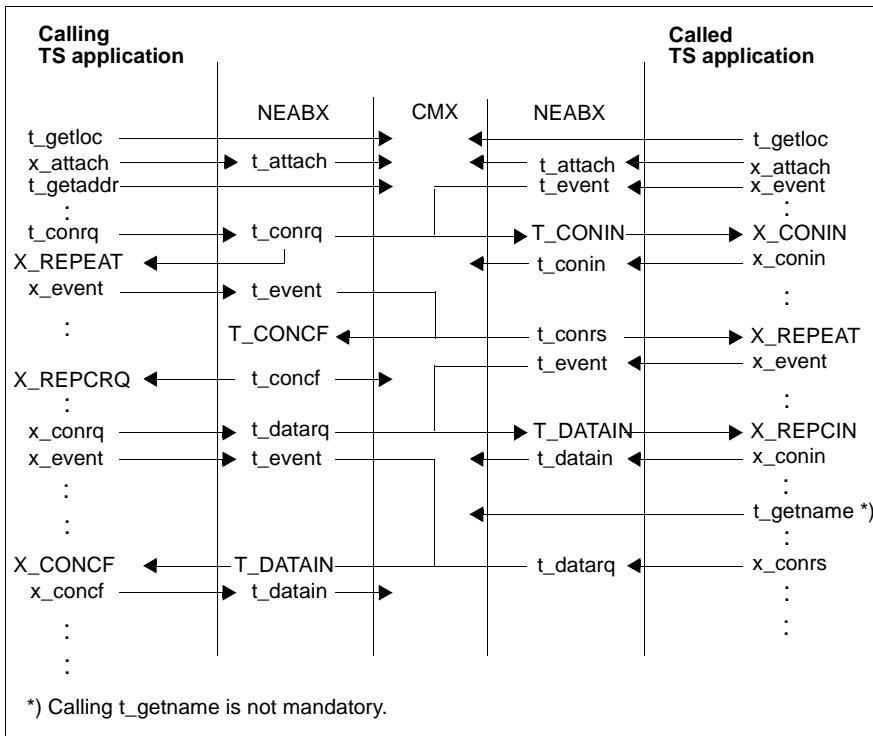 Calling Called
TS application TS application
NEABX CMX NEABX
t_getloc t_getloc
x_attach t_attach t_attach x_attach
t_getaddr t_event x_event
: :
t_conrq t_conrq T_CONIN X_CONIN
X_REPEAT t_conin x_conin
x_event t_event :
:
T_CONCF t_conrs X_REPEAT
t_event x_event
X_REPCRQ t_concf
: :
x_conrq t_datarq T_DATAIN X_REPCIN
x_event t_event t_datain x_conin
: :
t_getname *)
: :
X_CONCF T_DATAIN t_datarq x_conrs
x_concf t_datain :
: :
:
*) Calling t_getname is not mandatory.